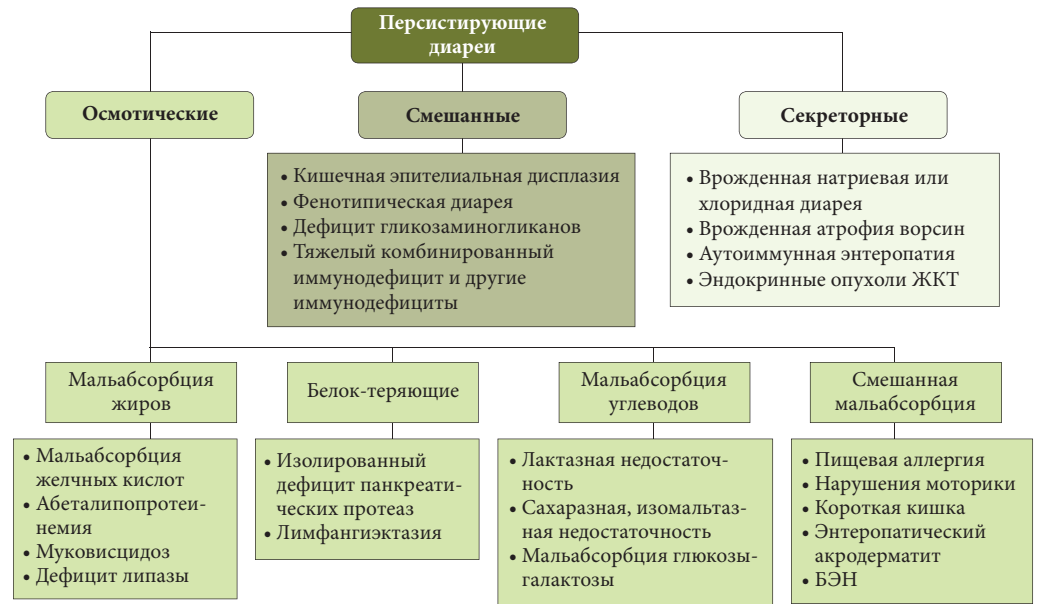 Персистирующие
диареи
Осмотические
Смешанные
Секреторные
• Кишечная эпителиальная дисплазия
• Фенотипическая диарея
• Дефицит гликозаминогликанов
• Тяжелый комбинированный
иммунодефицит и другие
иммунодефициты
• Врожденная натриевая или
хлоридная диарея
• Врожденная атрофия ворсин
• Аутоиммунная энтеропатия
• Эндокринные опухоли ЖКТ
Мальабсорбция
жиров
Белок-теряющие
Мальабсорбция
углеводов
Смешанная
мальабсорбция
• Мальабсорбция
желчных кислот
• Абеталипопротеи-
немия
• Муковисцидоз
• Дефицит липазы
• Изолированный
дефицит панкреати-
ческих протеаз
• Лимфангиэктазия
• Лактазная недостаточ-
ность
• Сахаразная, изомальтаз-
ная недостаточность
• Мальабсорбция глюкозы-
галактозы
• Пищевая аллергия
• Нарушения моторики
• Короткая кишка
• Энтеропатический
акродерматит
• БЭН